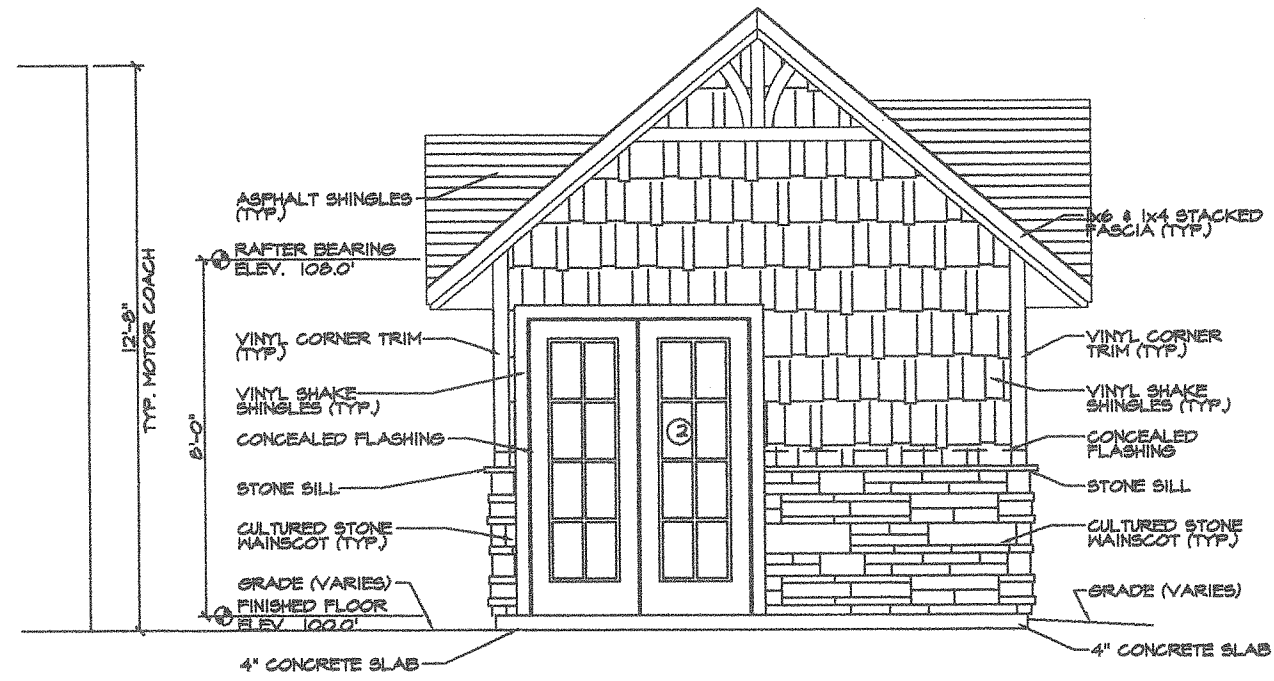 ASPHALT SHINGLES
(TYP.)
RAFTER BEARING
ELEV. 108.0'
12'-8"
TYP. MOTOR COACH
8'-0"
VINYL CORNER TRIM
(TYP.)
VINYL SHAKE
SHINGLES (TYP.)
CONCEALED FLASHING
STONE SILL
CULTURED STONE
WAINSCOT (TYP.)
GRADE (VARIES)
FINISHED FLOOR
ELEV. 100.0'
4" CONCRETE SLAB
2
1x6 & 1x4 STACKED
FASCIA (TYP.)
VINYL CORNER
TRIM (TYP.)
VINYL SHAKE
SHINGLES (TYP.)
CONCEALED
FLASHING
STONE SILL
CULTURED STONE
WAINSCOT (TYP.)
GRADE (VARIES)
4" CONCRETE SLAB